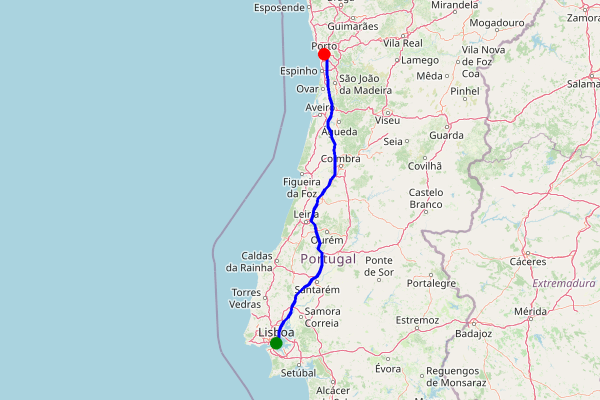 Esposende
Guimarães
Mirandela
Mogadouro
Zamora
Porto
Vila Real
Espinho
Lamego
Vila Nova
de Foz
Coa
São João
da Madeira
Mêda
Salama
Ovar
Pinhel
Aveiro
Viseu
Águeda
Guarda
Seia
Coimbra
Covilhã
Figueira
da Foz
Castelo
Branco
Leiria
Ourém
Caldas
da Rainha
Portugal
Ponte
de Sor
Cáceres
Portalegre
Extremadura
Santarém
Torres
Vedras
Samora
Correia
Mérida
Estremoz
Badajoz
Lisboa
Setúbal
Évora
Reguengos
de Monsaraz
Alcácer